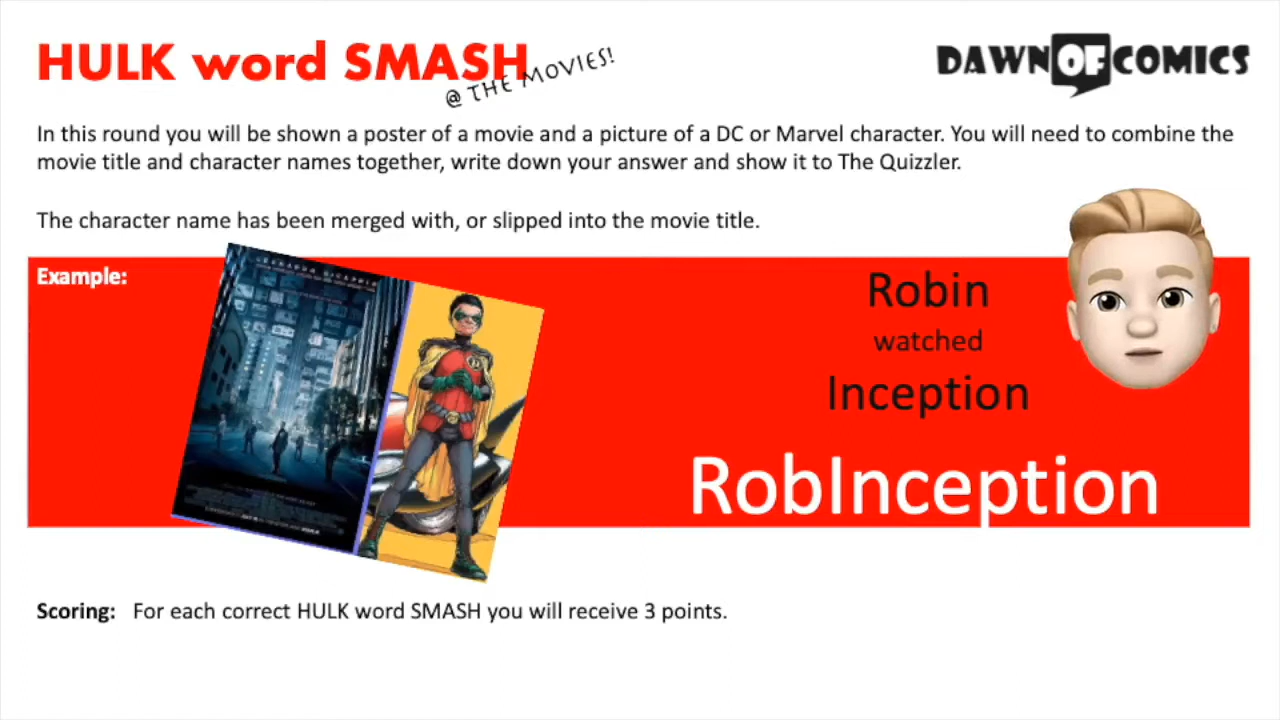 HULK word SMASH
@ THE MOVIES!
DAWN OF COMICS
In this round you will be shown a poster of a movie and a picture of a DC or Marvel character. You will need to combine the
movie title and character names together, write down your answer and show it to The Quizzler.
The character name has been merged with, or slipped into the movie title.
Example:
Robin
watched
Inception
RobInception
Scoring: For each correct HULK word SMASH you will receive 3 points.